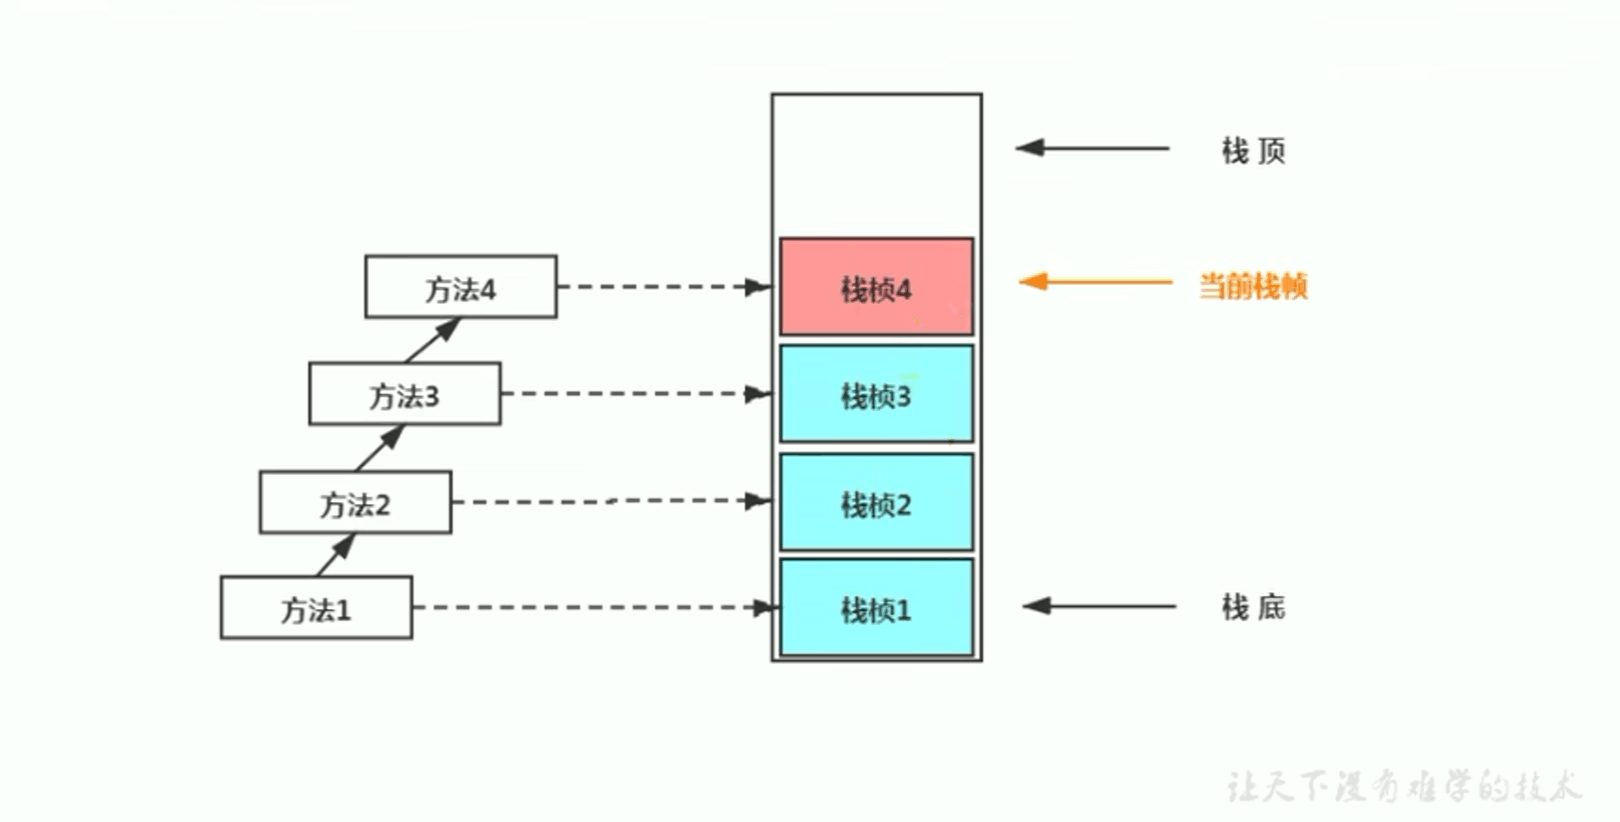 栈 顶
方法4
栈桢4
当前栈帧
方法3
栈桢3
方法2
栈桢2
方法1
栈桢1
栈 底
让天下没有难学的技术